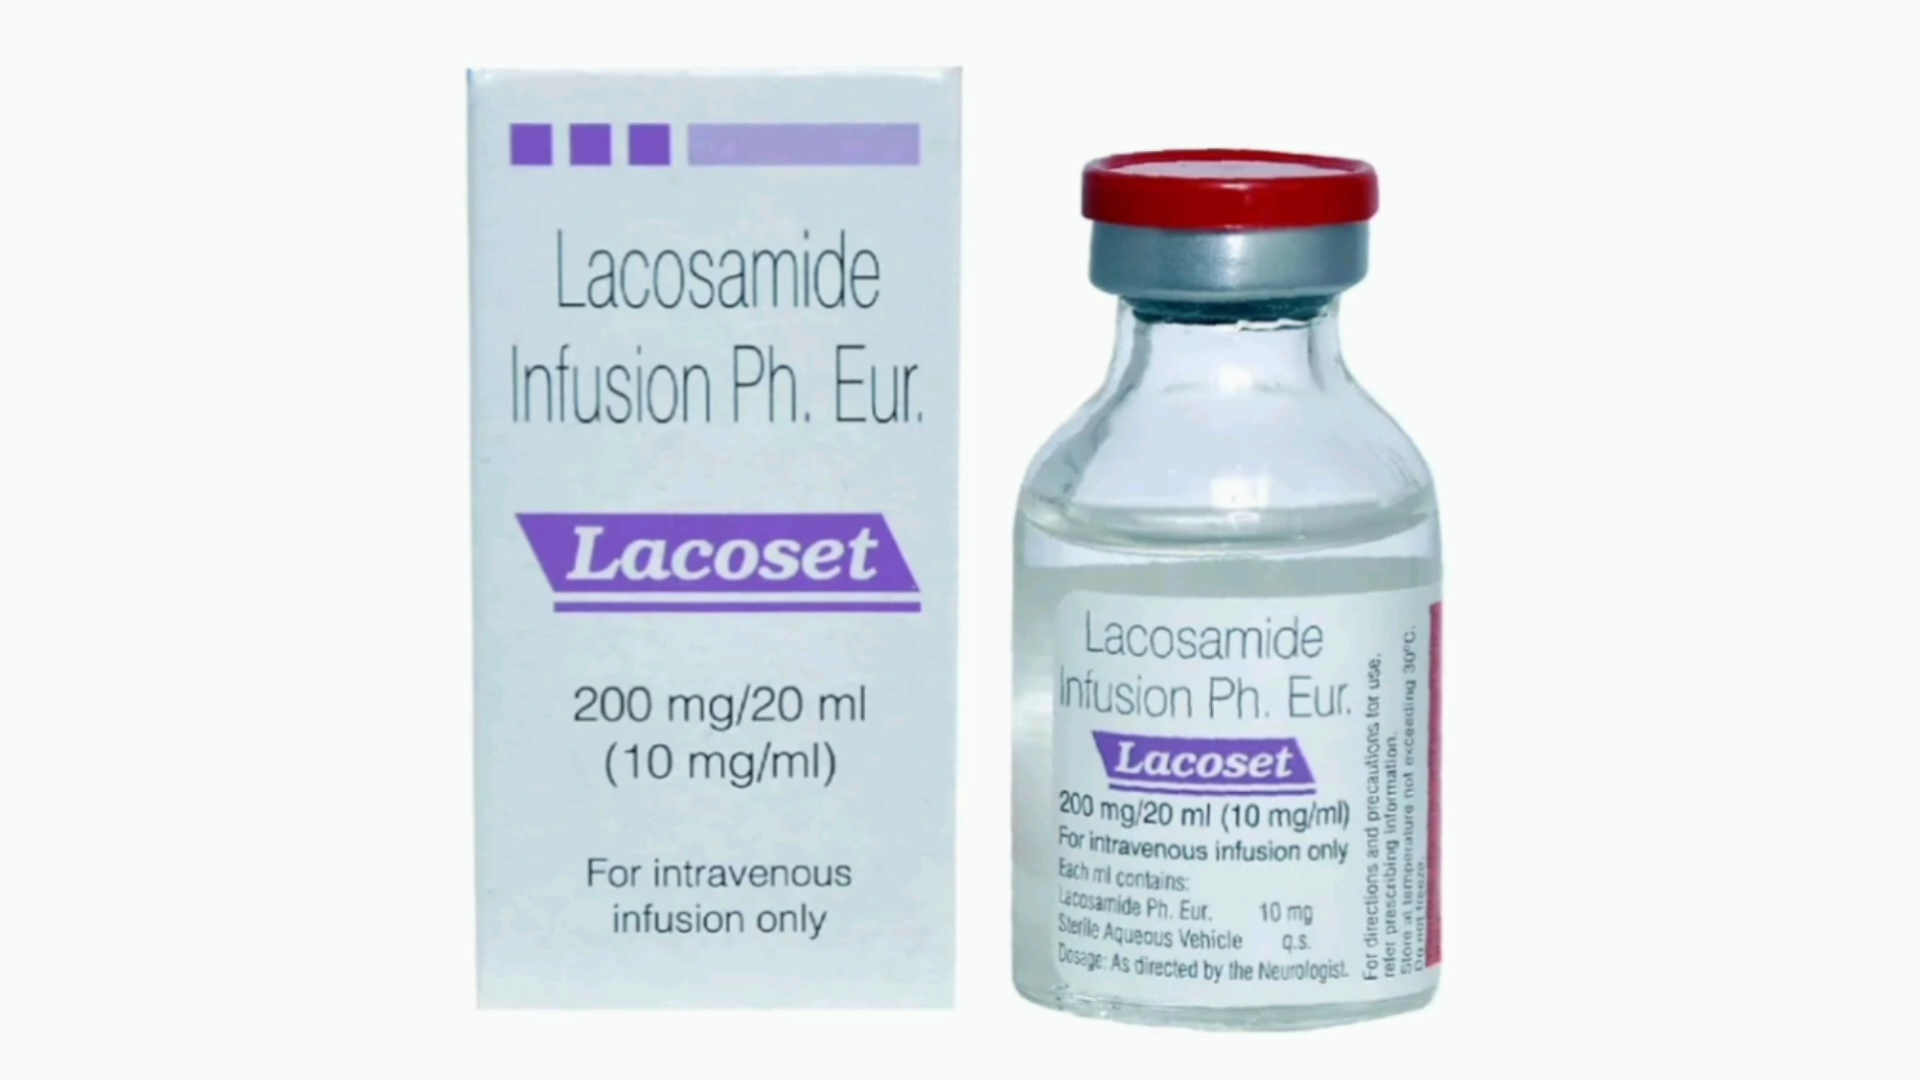 Lacosamide
Infusion Ph. Eur.
Lacoset
200 mg/20 ml
(10 mg/ml)
For intravenous
infusion only
Lacosamide
Infusion Ph. Eur.
Lacoset
200 mg/20 ml (10 mg/ml)
For intravenous infusion only
Each ml contains:
Lacosamide Ph. Eur. 10 mg
Sterile Aqueous Vehicle q.s.
Dosage: As directed by the Neurologist.
For directions and precautions for use,
refer prescribing information.
Store at temperature not exceeding 30°C.
Do not freeze.